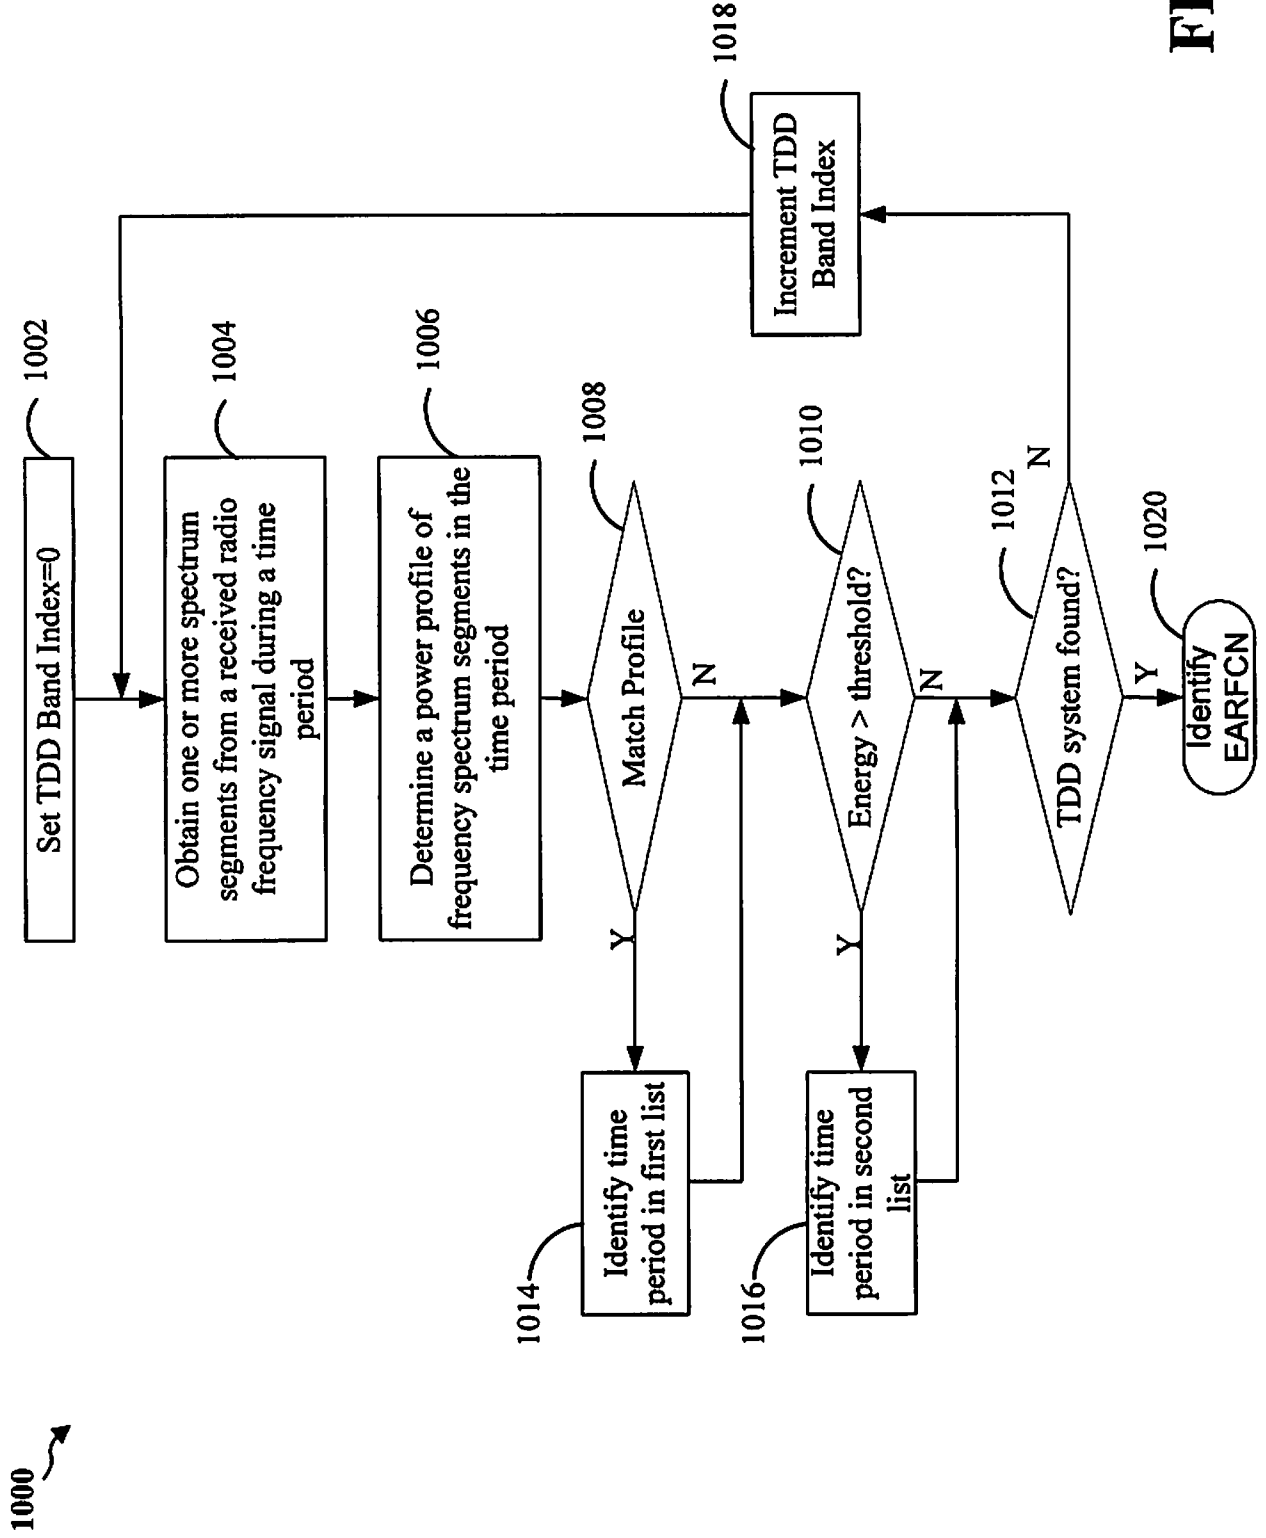 1000
Set TDD Band Index=0
1002
Obtain one or more spectrum
segments from a received radio
frequency signal during a time
period
1004
Determine a power profile of
frequency spectrum segments in the
time period
1006
Match Profile
1008
Y
N
1014
Identify time
period in first list
Energy > threshold?
1010
Y
N
1016
Identify time
period in second
list
TDD system found?
1012
N
Y
1018
Increment TDD
Band Index
Identify
EARFCN
1020